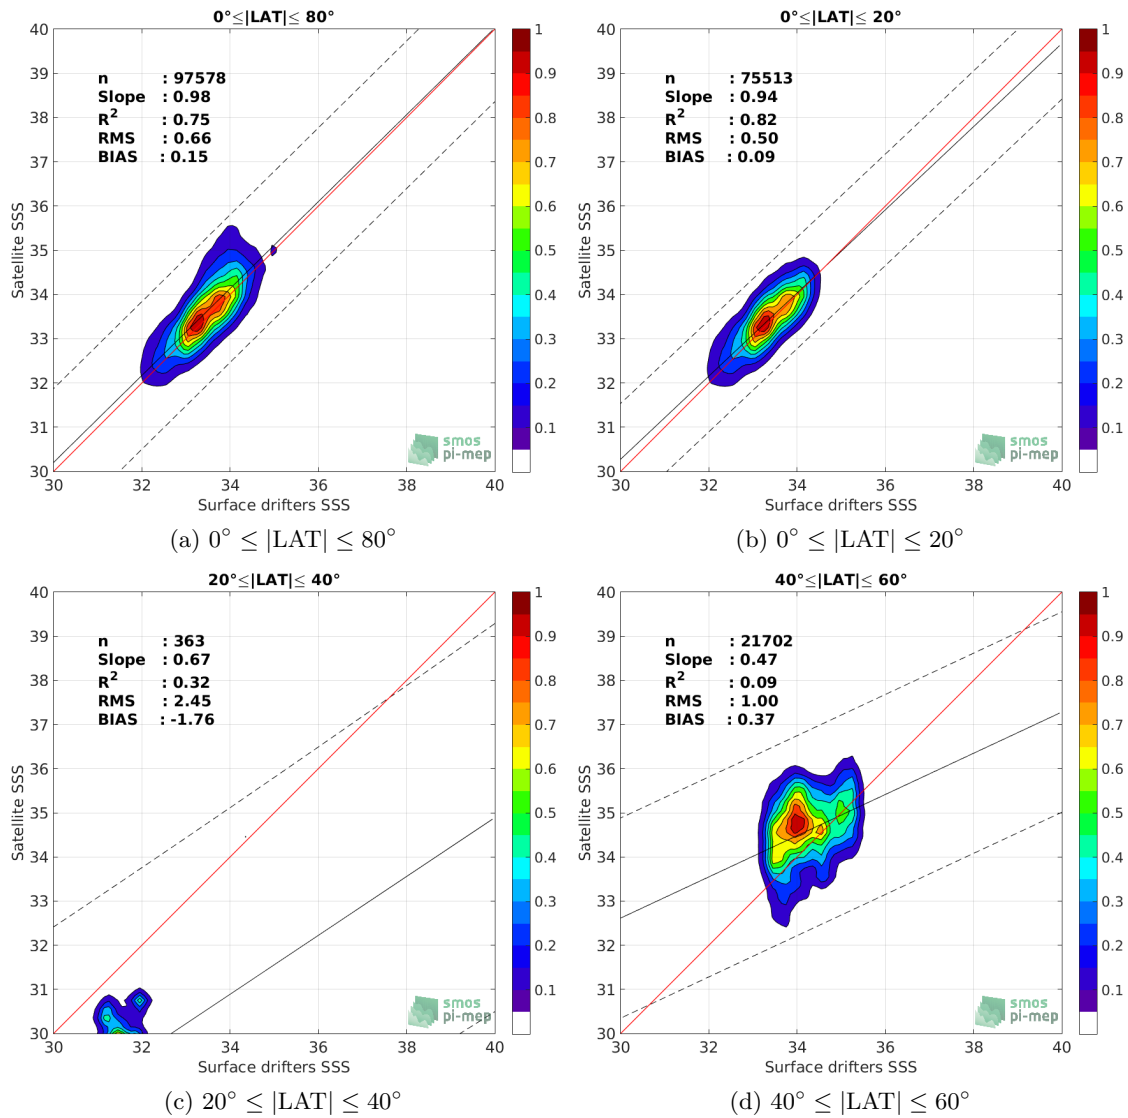 0°≤|LAT|≤ 80°
n : 97578
Slope : 0.98
R² : 0.75
RMS : 0.66
BIAS : 0.15
40
39
38
37
36
35
34
33
32
31
30
Satellite SSS
30 32 34 36 38 40
Surface drifters SSS
1
0.9
0.8
0.7
0.6
0.5
0.4
0.3
0.2
0.1
smos
pi-mep
(a) 0° ≤ |LAT| ≤ 80°
0°≤|LAT|≤ 20°
n : 75513
Slope : 0.94
R² : 0.82
RMS : 0.50
BIAS : 0.09
40
39
38
37
36
35
34
33
32
31
30
Satellite SSS
30 32 34 36 38 40
Surface drifters SSS
1
0.9
0.8
0.7
0.6
0.5
0.4
0.3
0.2
0.1
smos
pi-mep
(b) 0° ≤ |LAT| ≤ 20°
20°≤|LAT|≤ 40°
n : 363
Slope : 0.67
R² : 0.32
RMS : 2.45
BIAS : -1.76
40
39
38
37
36
35
34
33
32
31
30
Satellite SSS
30 32 34 36 38 40
Surface drifters SSS
1
0.9
0.8
0.7
0.6
0.5
0.4
0.3
0.2
0.1
smos
pi-mep
(c) 20° ≤ |LAT| ≤ 40°
40°≤|LAT|≤ 60°
n : 21702
Slope : 0.47
R² : 0.09
RMS : 1.00
BIAS : 0.37
40
39
38
37
36
35
34
33
32
31
30
Satellite SSS
30 32 34 36 38 40
Surface drifters SSS
1
0.9
0.8
0.7
0.6
0.5
0.4
0.3
0.2
0.1
smos
pi-mep
(d) 40° ≤ |LAT| ≤ 60°